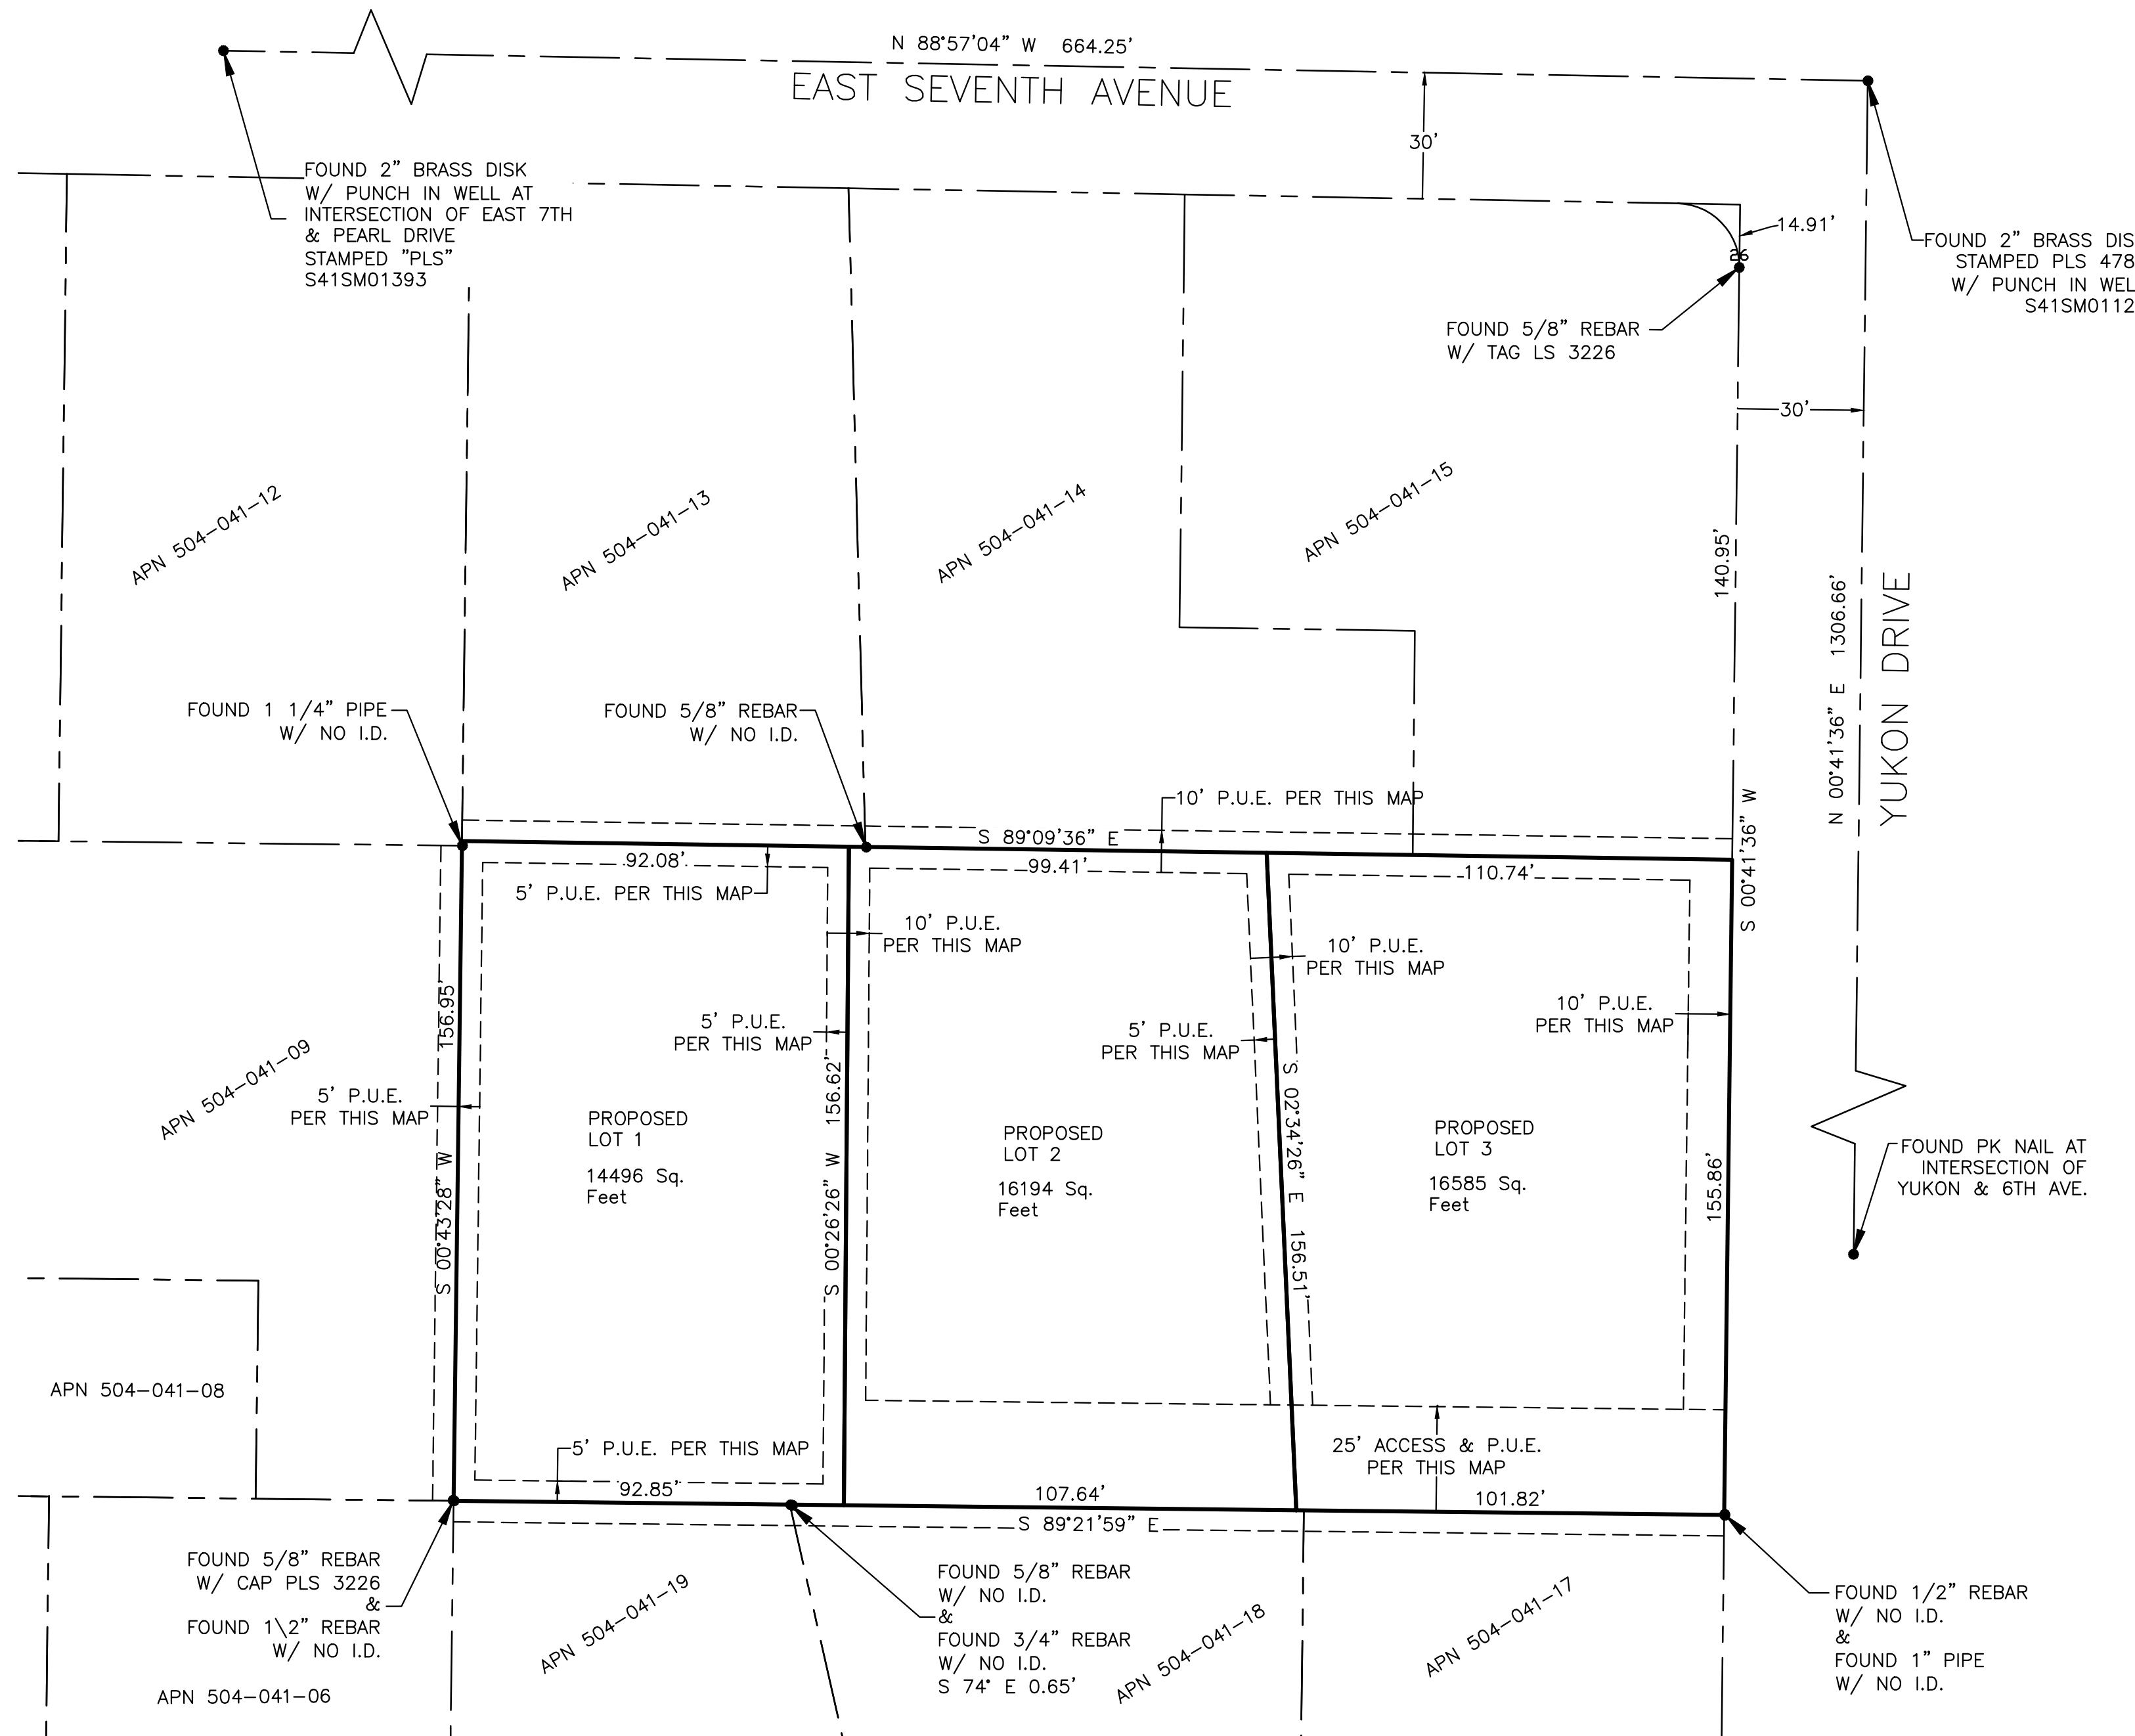 N 88°57'04" W 664.25'
EAST SEVENTH AVENUE
30'
FOUND 2" BRASS DISK
W/ PUNCH IN WELL AT
INTERSECTION OF EAST 7TH
& PEARL DRIVE
STAMPED "PLS"
S41SM01393
14.91'
26
FOUND 2" BRASS DIS
STAMPED PLS 478
W/ PUNCH IN WEL
S41SM0112
FOUND 5/8" REBAR
W/ TAG LS 3226
30'
APN 504-041-12
APN 504-041-13
APN 504-041-14
APN 504-041-15
140.95'
N 00°41'36" E 1306.66'
YUKON DRIVE
FOUND 1 1/4" PIPE
W/ NO I.D.
FOUND 5/8" REBAR
W/ NO I.D.
10' P.U.E. PER THIS MAP
S 89°09'36" E
S 00°41'36" W
92.08'
99.41'
110.74'
5' P.U.E. PER THIS MAP
10' P.U.E.
PER THIS MAP
10' P.U.E.
PER THIS MAP
10' P.U.E.
PER THIS MAP
156.95'
S 00°43'28" W
5' P.U.E.
PER THIS MAP
5' P.U.E.
PER THIS MAP
APN 504-041-09
5' P.U.E.
PER THIS MAP
S 00°26'26" W 156.62'
S 02°34'26" E 156.51'
155.86'
PROPOSED
LOT 1
14496 Sq.
Feet
PROPOSED
LOT 2
16194 Sq.
Feet
PROPOSED
LOT 3
16585 Sq.
Feet
FOUND PK NAIL AT
INTERSECTION OF
YUKON & 6TH AVE.
APN 504-041-08
5' P.U.E. PER THIS MAP
25' ACCESS & P.U.E.
PER THIS MAP
92.85'
107.64'
101.82'
S 89°21'59" E
FOUND 5/8" REBAR
W/ CAP PLS 3226
&
FOUND 1\2" REBAR
W/ NO I.D.
APN 504-041-06
APN 504-041-19
FOUND 5/8" REBAR
W/ NO I.D.
&
FOUND 3/4" REBAR
W/ NO I.D.
S 74° E 0.65'
APN 504-041-18
APN 504-041-17
FOUND 1/2" REBAR
W/ NO I.D.
&
FOUND 1" PIPE
W/ NO I.D.